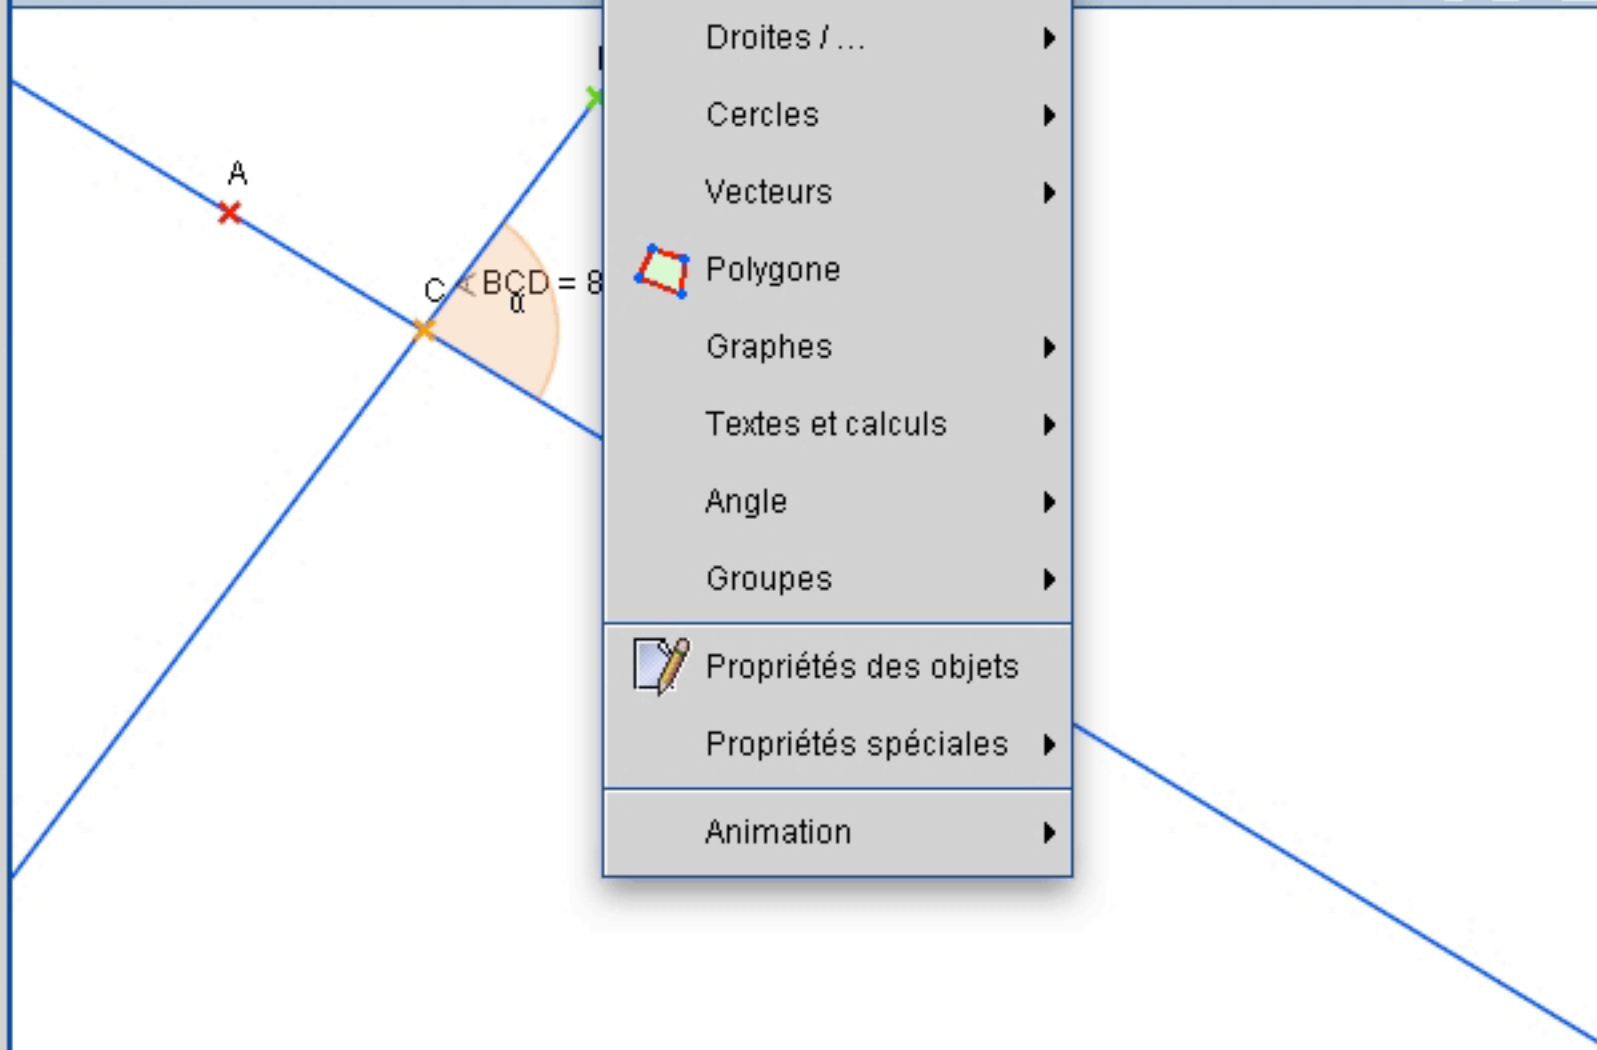 Droites / ...
Cercles
Vecteurs
Polygone
Graphes
Textes et calculs
Angle
Groupes
Propriétés des objets
Propriétés spéciales
Animation
A
C
∢ BCD = 8
α